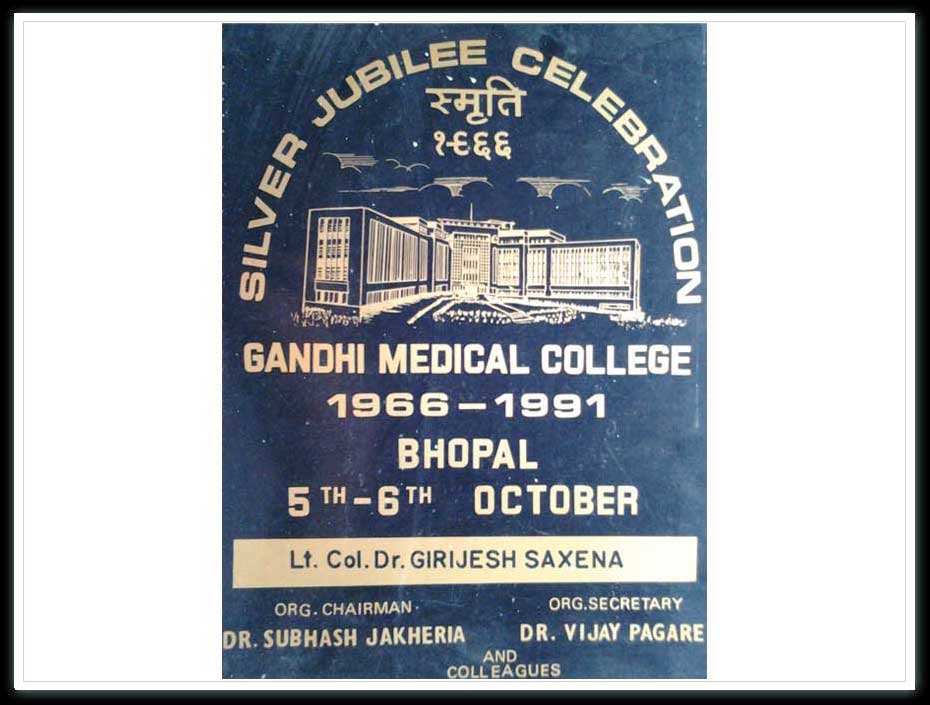 SILVER JUBILEE CELEBRATION
स्मृति
१९६६
GANDHI MEDICAL COLLEGE
1966-1991
BHOPAL
5TH-6TH OCTOBER
Lt. Col. Dr. GIRIJESH SAXENA
ORG. CHAIRMAN. ORG. SECRETARY
DR. SUBHASH JAKHERIA DR. VIJAY PAGARE
AND
COLLEAGUES